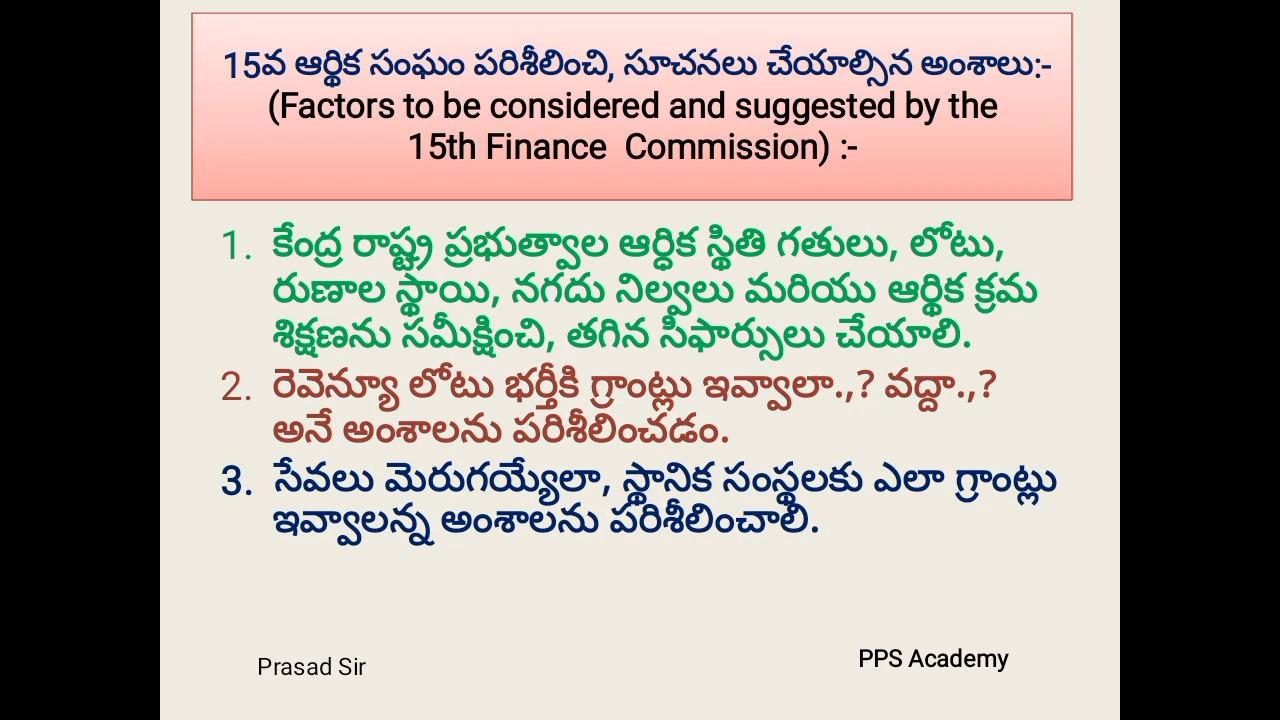 15వ ఆర్థిక సంఘం పరిశీలించి, సూచనలు చేయాల్సిన అంశాలు:-
(Factors to be considered and suggested by the
15th Finance Commission) :-
1. కేంద్ర రాష్ట్ర ప్రభుత్వాల ఆర్ధిక స్థితి గతులు, లోటు,
రుణాల స్థాయి, నగదు నిల్వలు మరియు ఆర్థిక క్రమ
శిక్షణను సమీక్షించి, తగిన సిఫార్సులు చేయాలి.
2. రెవెన్యూ లోటు భర్తీకి గ్రాంట్లు ఇవ్వాలా.,? వద్దా.,?
అనే అంశాలను పరిశీలించడం.
3. సేవలు మెరుగయ్యేలా, స్థానిక సంస్థలకు ఎలా గ్రాంట్లు
ఇవ్వాలన్న అంశాలను పరిశీలించాలి.
Prasad Sir
PPS Academy